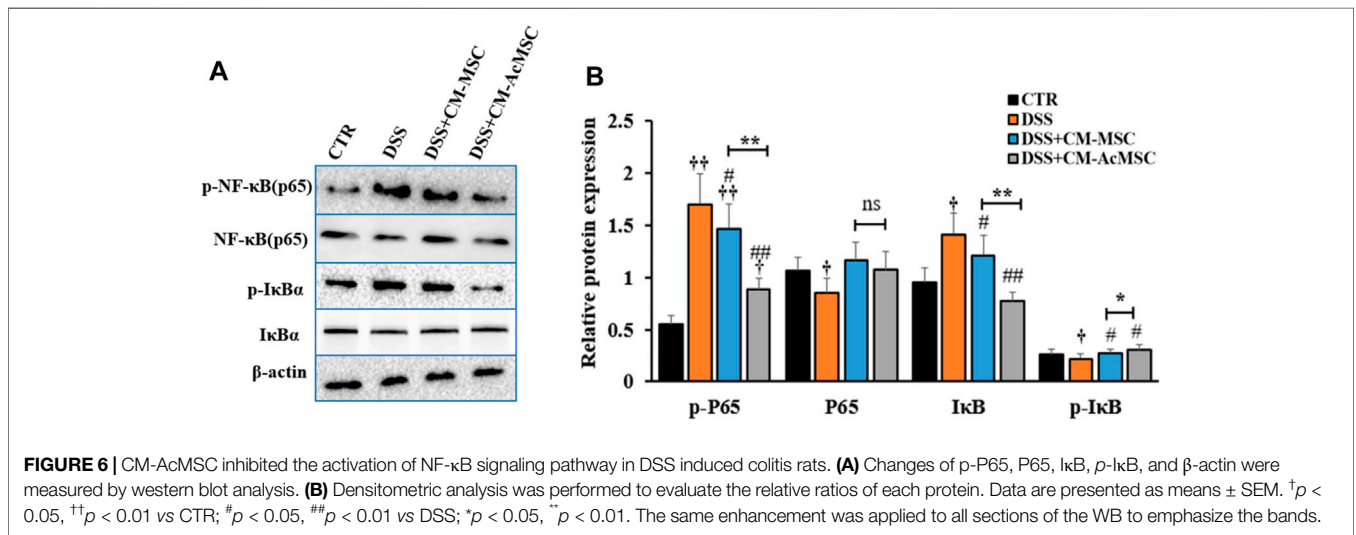 A
CTR
DSS
DSS+CM-MSC
DSS+CM-AcMSC
p-NF-κB(p65)
NF-κB(p65)
p-IκBα
IκBα
β-actin
B
CTR
DSS
DSS+CM-MSC
DSS+CM-AcMSC
Relative protein expression
2.5
2
1.5
1
0.5
0
††
#
††
**
##
†
†
ns
†
#
**
##
†
#
*
#
p-P65
P65
IκB
p-IκB
FIGURE 6 | CM-AcMSC inhibited the activation of NF-κB signaling pathway in DSS induced colitis rats. (A) Changes of p-P65, P65, IκB, p-IκB, and β-actin were
measured by western blot analysis. (B) Densitometric analysis was performed to evaluate the relative ratios of each protein. Data are presented as means ± SEM. †p <
0.05, ††p < 0.01 vs CTR; #p < 0.05, ##p < 0.01 vs DSS; *p < 0.05, **p < 0.01. The same enhancement was applied to all sections of the WB to emphasize the bands.